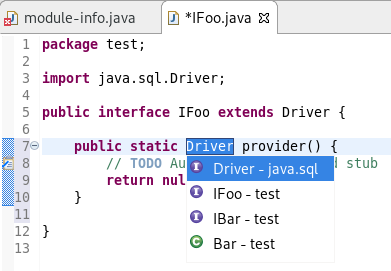 module-info.java
*IFoo.java
1 package test;
2
3 import java.sql.Driver;
4
5 public interface IFoo extends Driver {
6
7 public static Driver provider() {
8 // TODO Au d stub
9 return nul
10 }
11
12 }
13
Driver - java.sql
IFoo - test
IBar - test
Bar - test